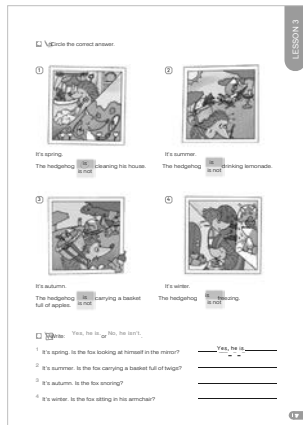 LESSON 3
Circle the correct answer.
1
2
It's spring.
The hedgehog is / is not cleaning his house.
It's summer.
The hedgehog is / is not drinking lemonade.
3
4
It's autumn.
The hedgehog is / is not carrying a basket
full of apples.
It's winter.
The hedgehog is / is not freezing.
Write: Yes, he is or No, he isn't.
1 It's spring. Is the fox looking at himself in the mirror? Yes, he is
2 It's summer. Is the fox carrying a basket full of twigs?
3 It's autumn. Is the fox snoring?
4 It's winter. Is the fox sitting in his armchair?